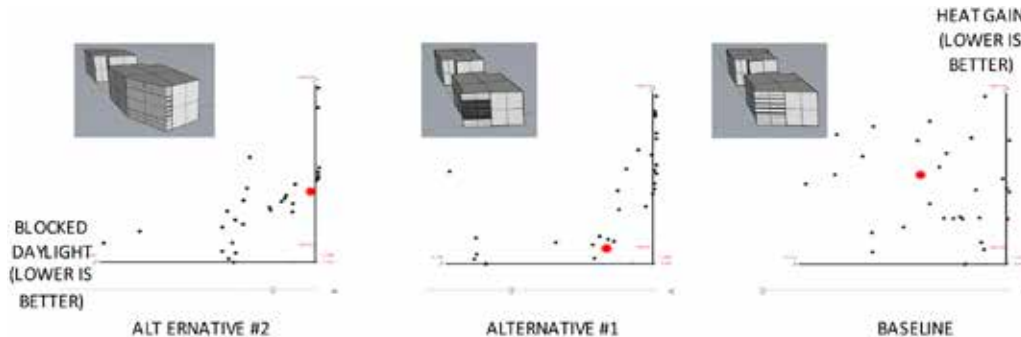 HEAT GAIN
(LOWER IS
BETTER)
BLOCKED
DAYLIGHT
(LOWER IS
BETTER)
ALT ERNATIVE #2
ALTERNATIVE #1
BASELINE